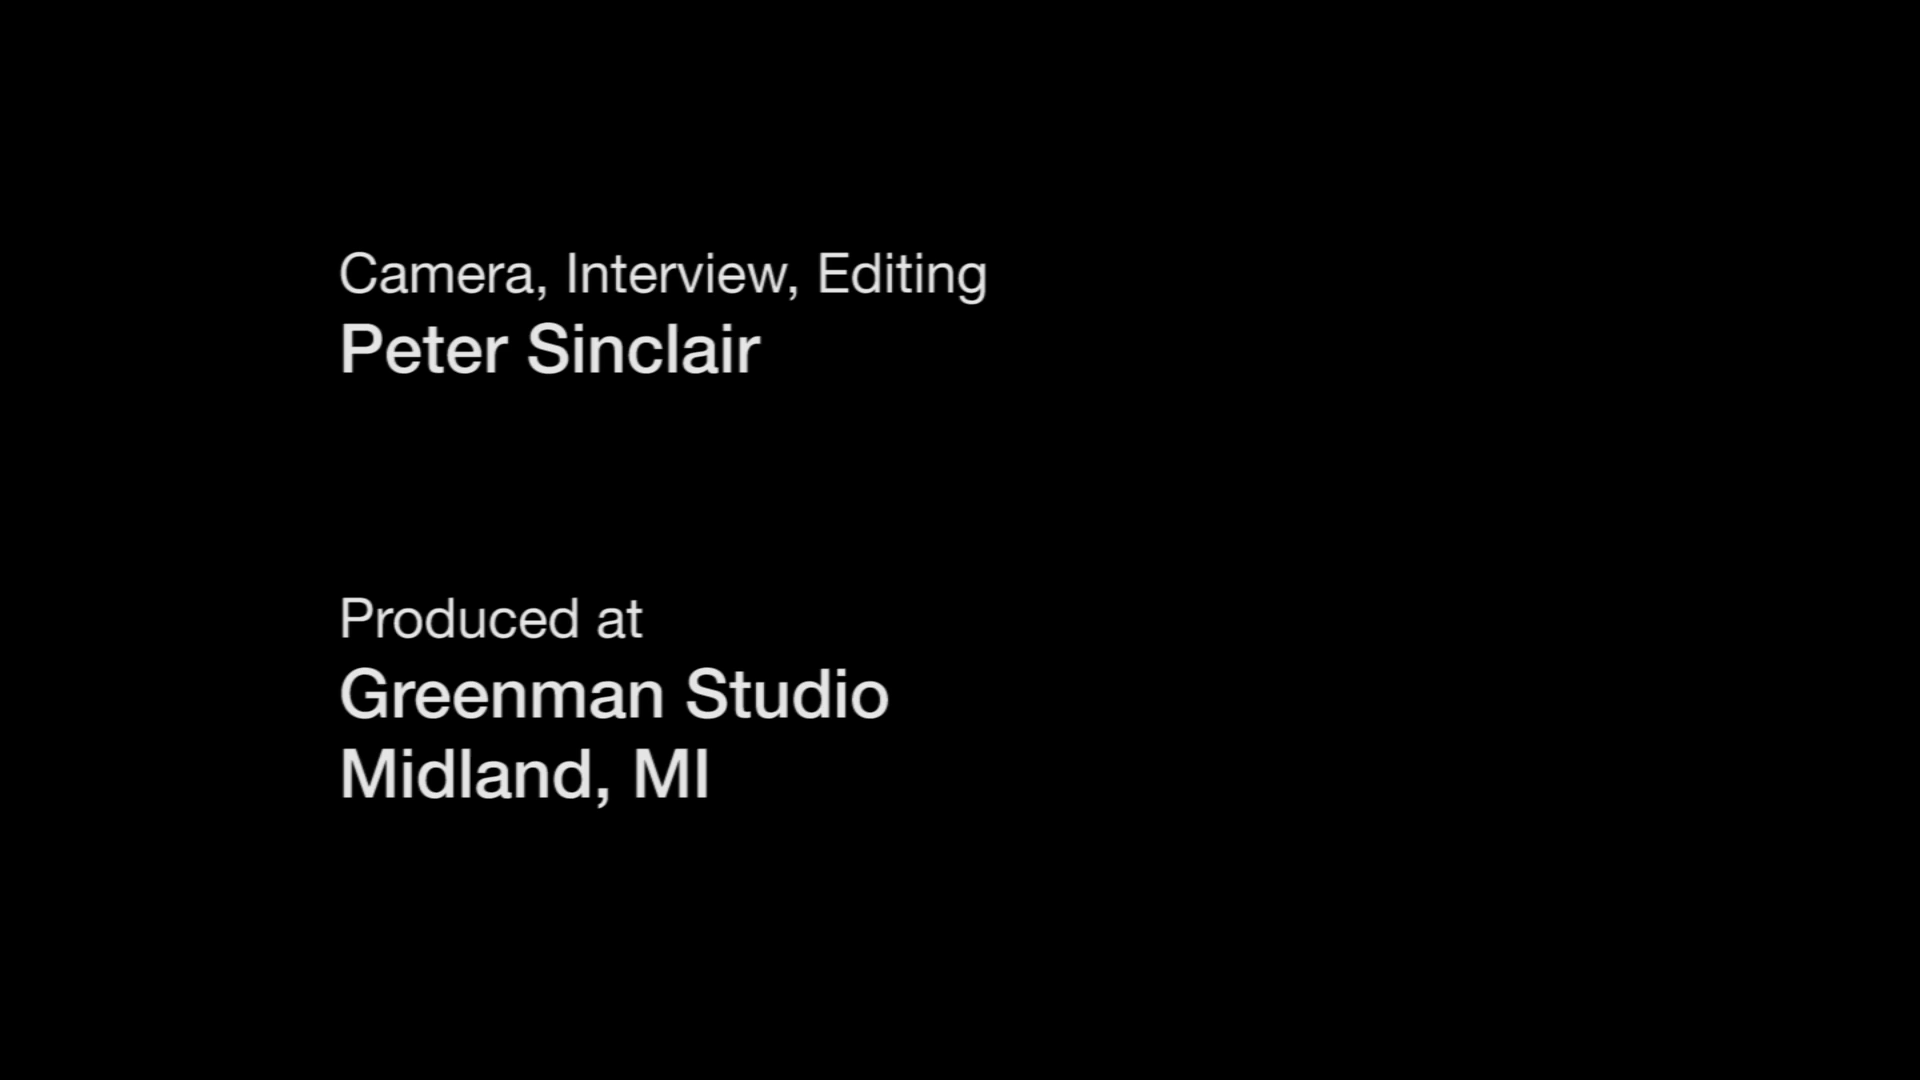 Camera, Interview, Editing
Peter Sinclair
Produced at
Greenman Studio
Midland, MI